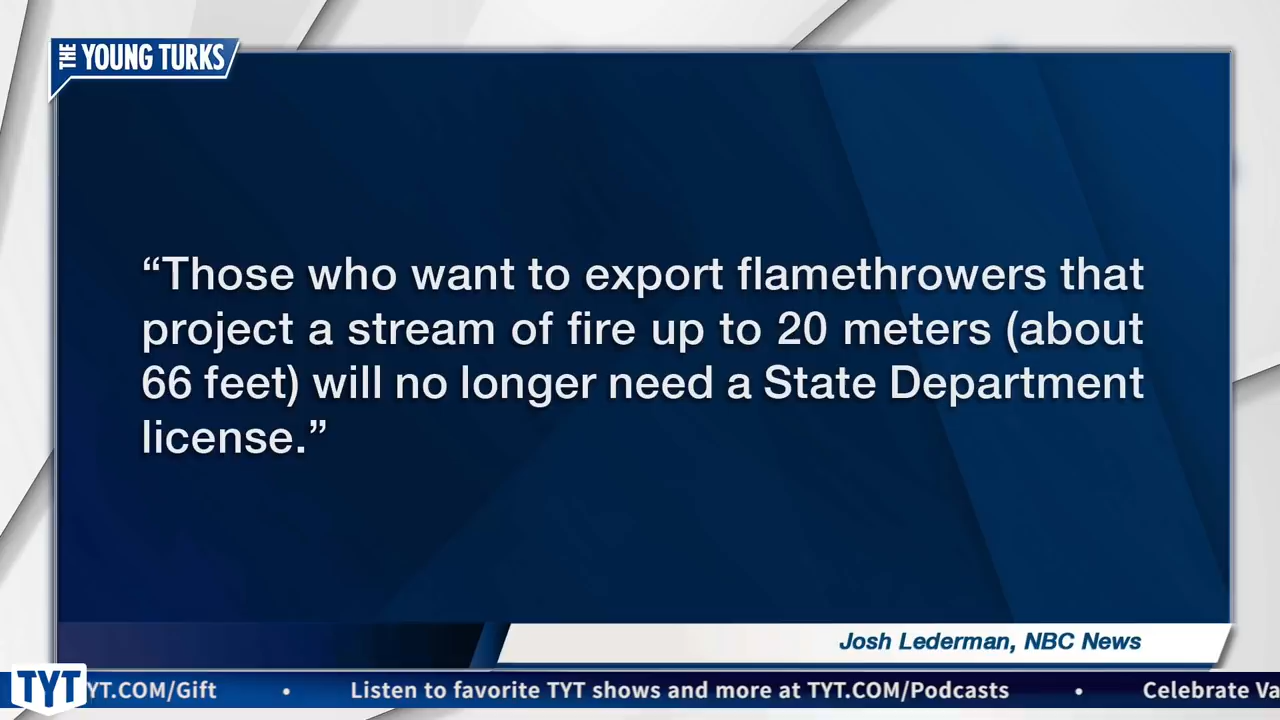 THE YOUNG TURKS
“Those who want to export flamethrowers that
project a stream of fire up to 20 meters (about
66 feet) will no longer need a State Department
license.”
Josh Lederman, NBC News
TYT YT.COM/Gift • Listen to favorite TYT shows and more at TYT.COM/Podcasts • Celebrate Va